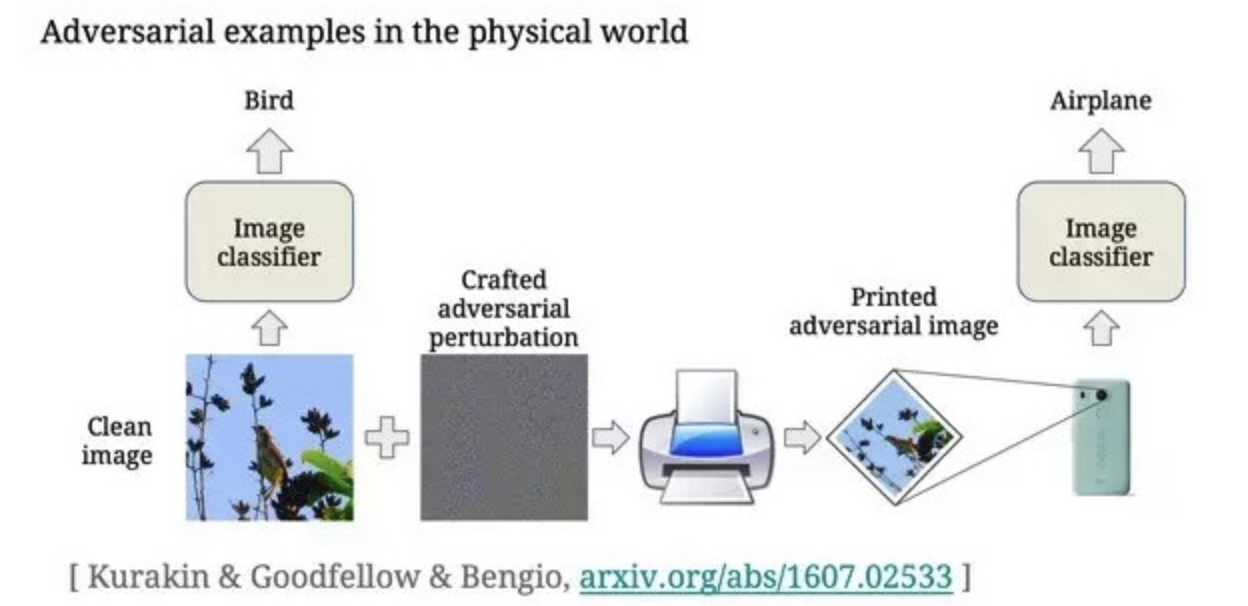 Adversarial examples in the physical world
Bird
Airplane
Image
classifier
Image
classifier
Crafted
adversarial
perturbation
Printed
adversarial image
Clean
image
[ Kurakin & Goodfellow & Bengio, arxiv.org/abs/1607.02533 ]